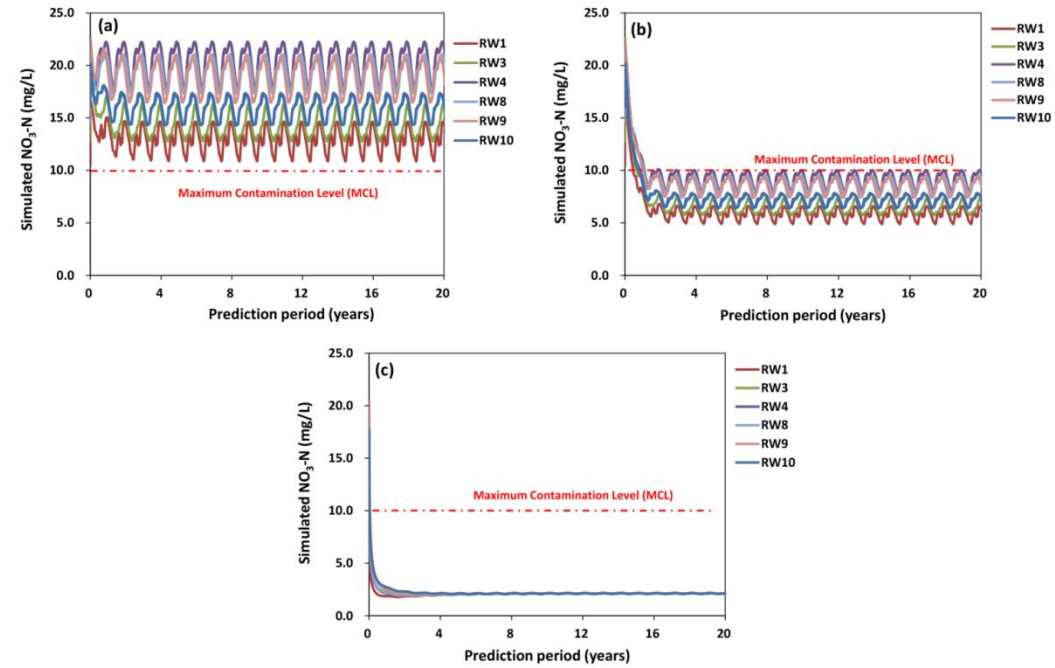 (a)
Simulated NO₃-N (mg/L)
25.0
20.0
15.0
10.0
5.0
0.0
Maximum Contamination Level (MCL)
0 4 8 12 16 20
Prediction period (years)
RW1
RW3
RW4
RW8
RW9
RW10
(b)
Simulated NO₃-N (mg/L)
25.0
20.0
15.0
10.0
5.0
0.0
Maximum Contamination Level (MCL)
0 4 8 12 16 20
Prediction period (years)
RW1
RW3
RW4
RW8
RW9
RW10
(c)
Simulated NO₃-N (mg/L)
25.0
20.0
15.0
10.0
5.0
0.0
Maximum Contamination Level (MCL)
0 4 8 12 16 20
Prediction period (years)
RW1
RW3
RW4
RW8
RW9
RW10